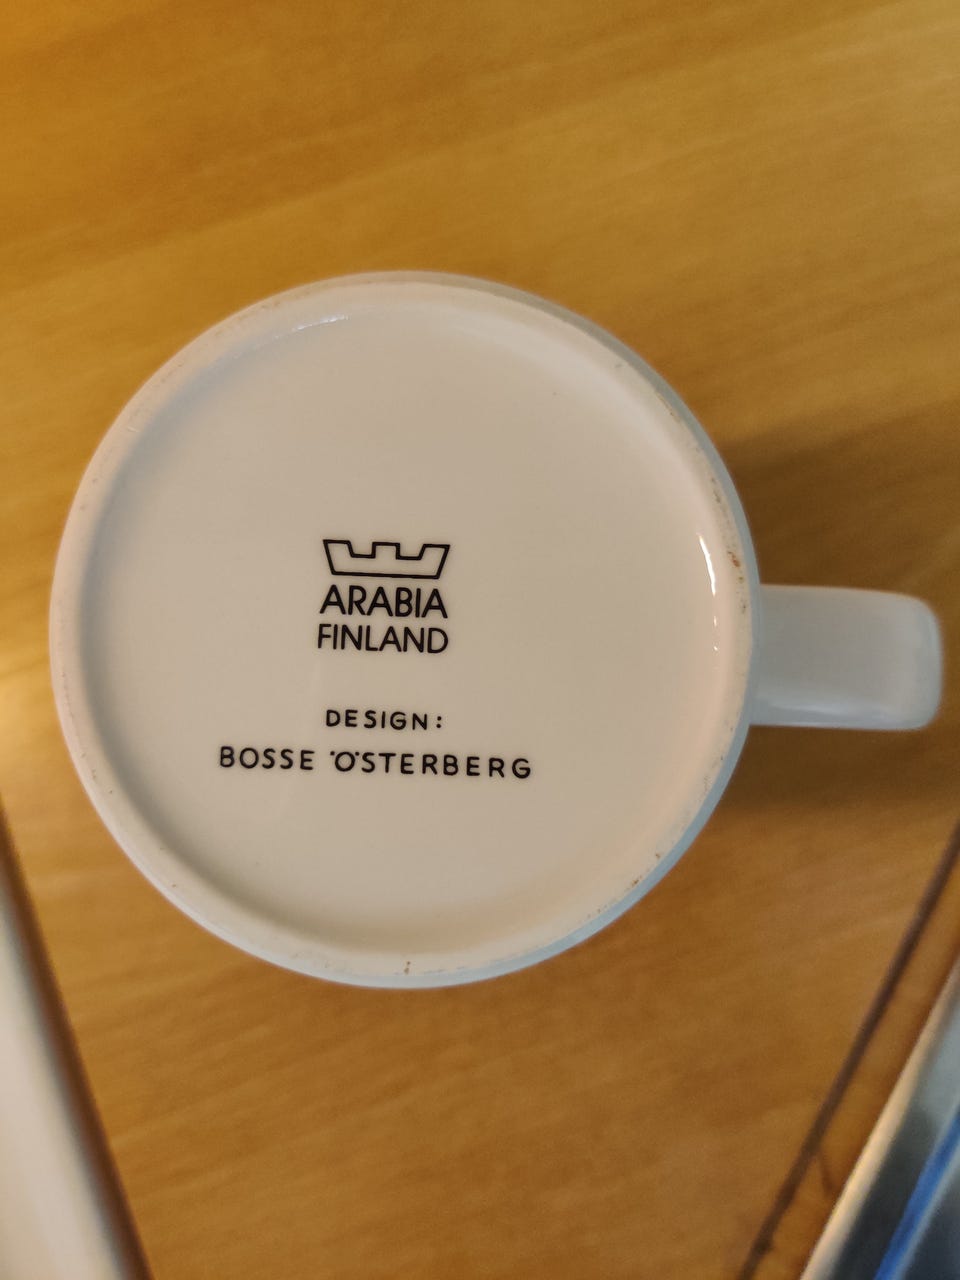 ARABIA
FINLAND
DESIGN:
BOSSE ÖSTERBERG